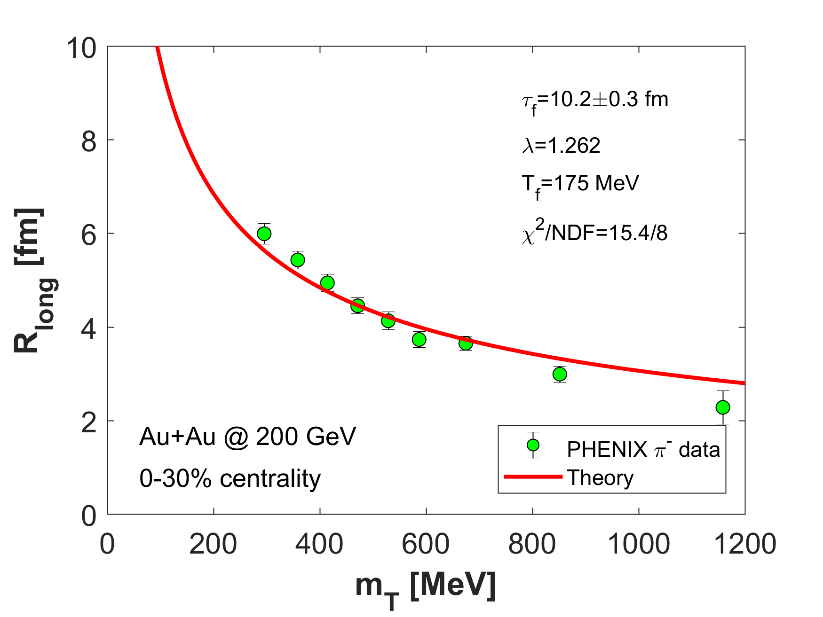 10
8
6
4
2
0
R_long [fm]
τ_f=10.2±0.3 fm
λ=1.262
T_f=175 MeV
χ²/NDF=15.4/8
Au+Au @ 200 GeV
0-30% centrality
PHENIX π⁻ data
Theory
0 200 400 600 800 1000 1200
m_T [MeV]